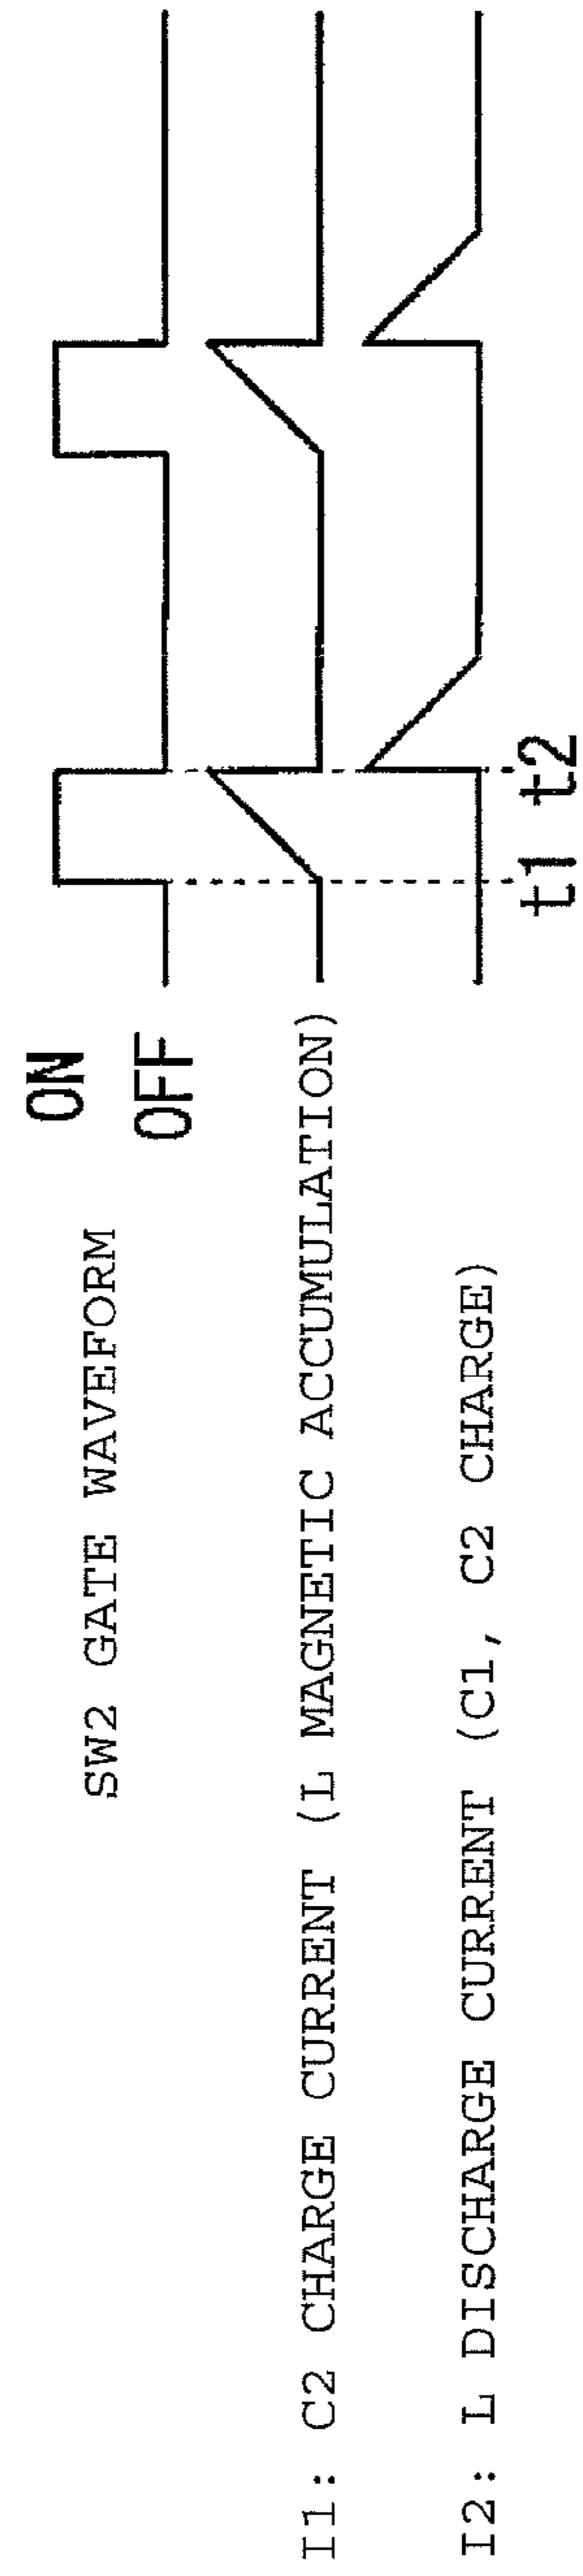 ON
SW2 GATE WAVEFORM
OFF
I1: C2 CHARGE CURRENT (L MAGNETIC ACCUMULATION)
I2: L DISCHARGE CURRENT (C1, C2 CHARGE)
t1 t2